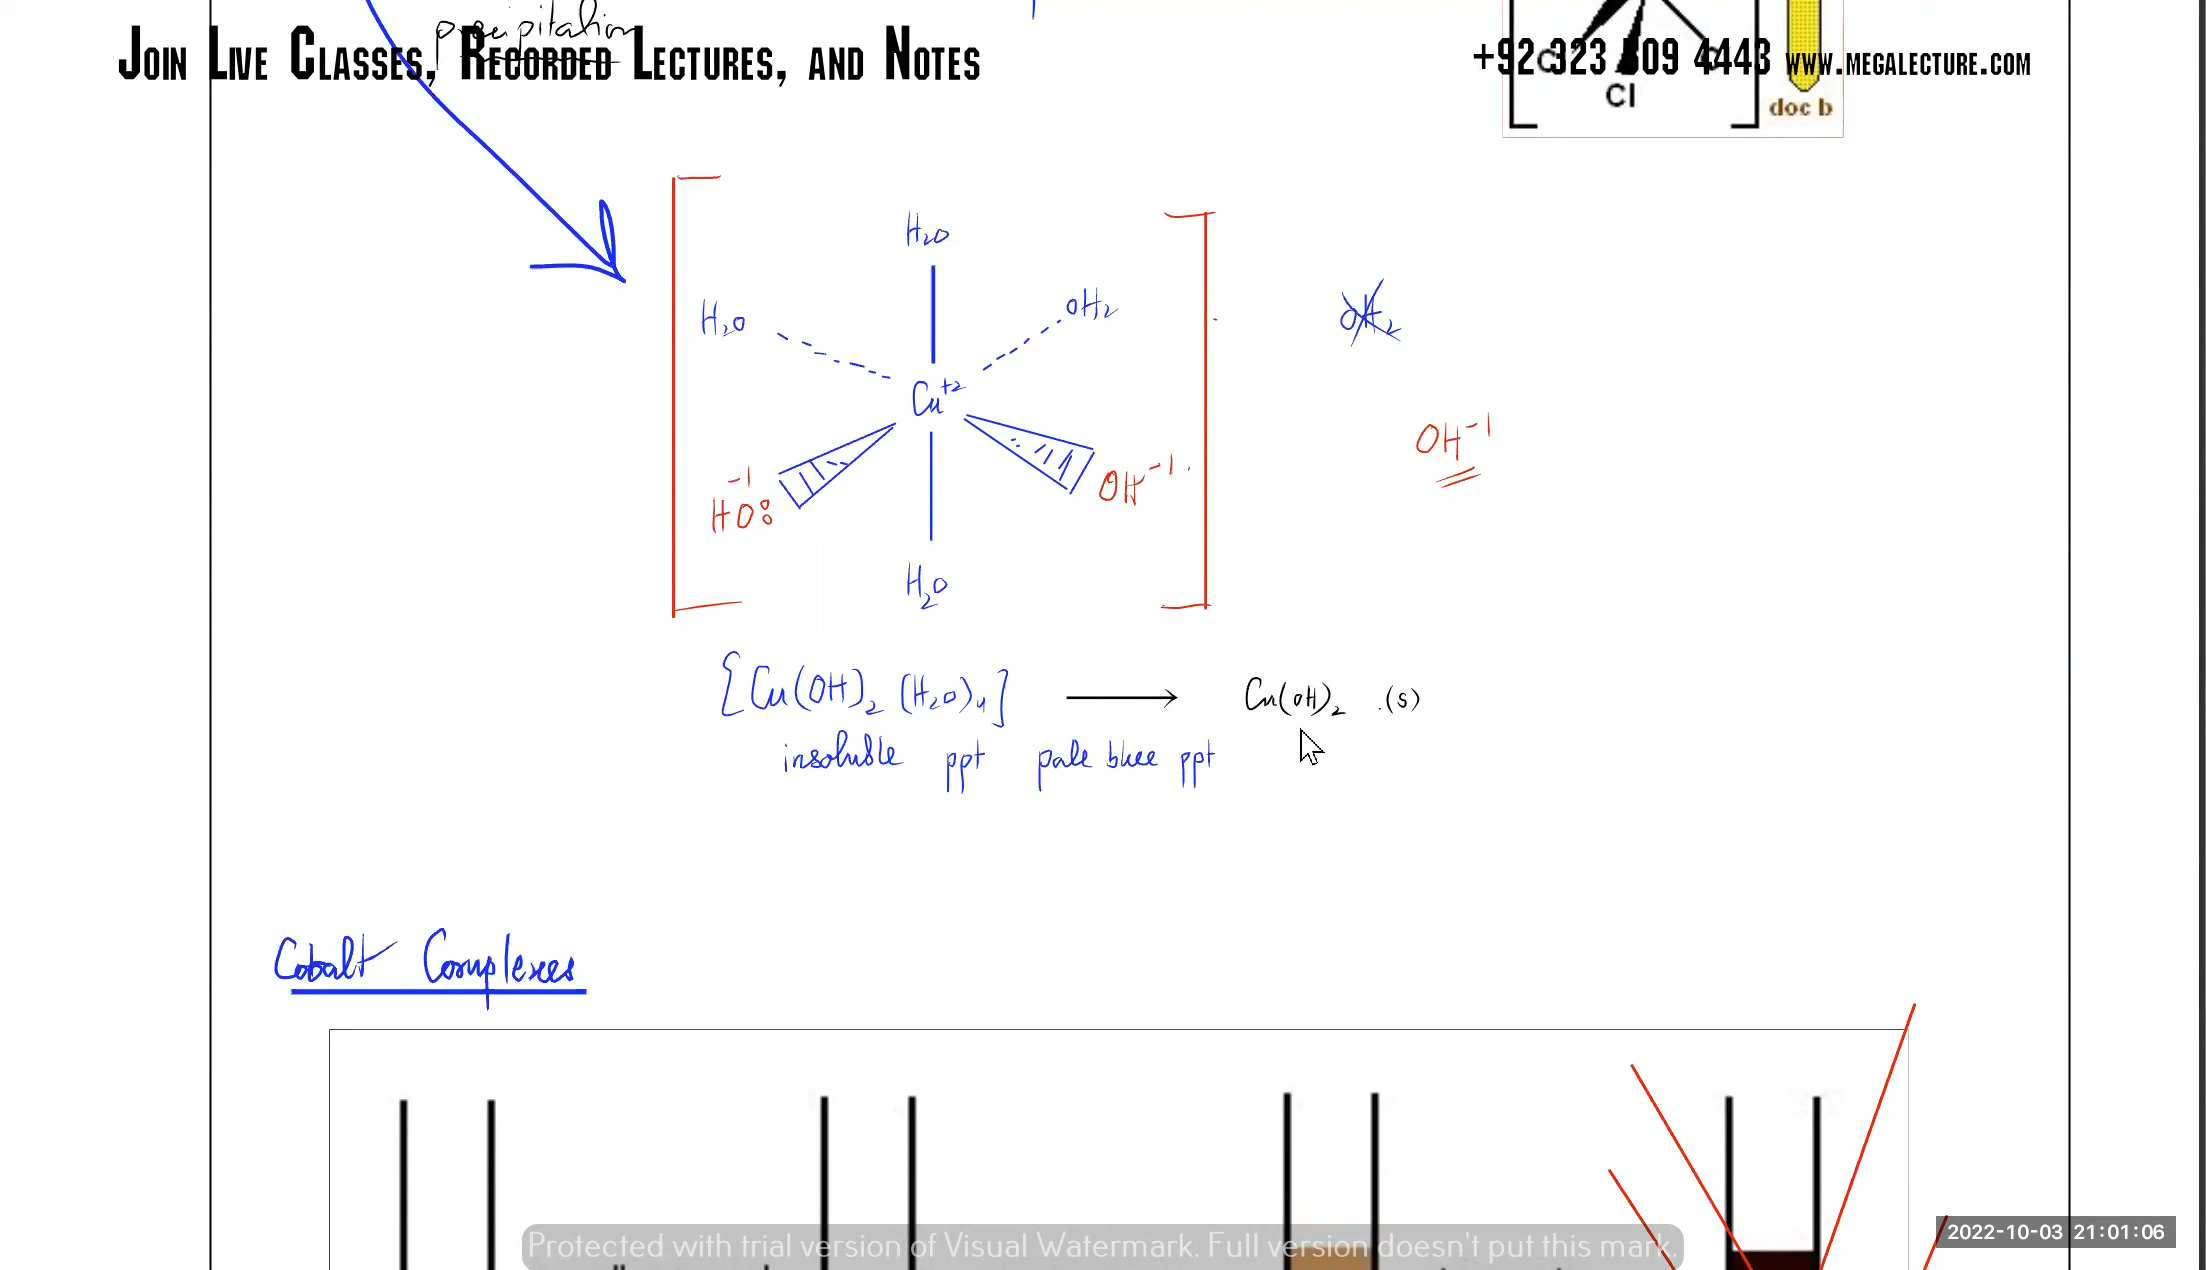 precipitation
Join Live Classes, Recorded Lectures, and Notes
+92 323 509 4443 www.megalecture.com
Cl
doc b
H₂O
H₂O
OH₂
OH₂
Cu⁺²
OH⁻¹
-1
HO:
OH⁻¹
H₂O
[Cu(OH)₂ (H₂O)₄] ⟶ Cu(OH)₂ (s)
insoluble ppt pale blue ppt
Cobalt Complexes
Protected with trial version of Visual Watermark. Full version doesn't put this mark.
2022-10-03 21:01:06